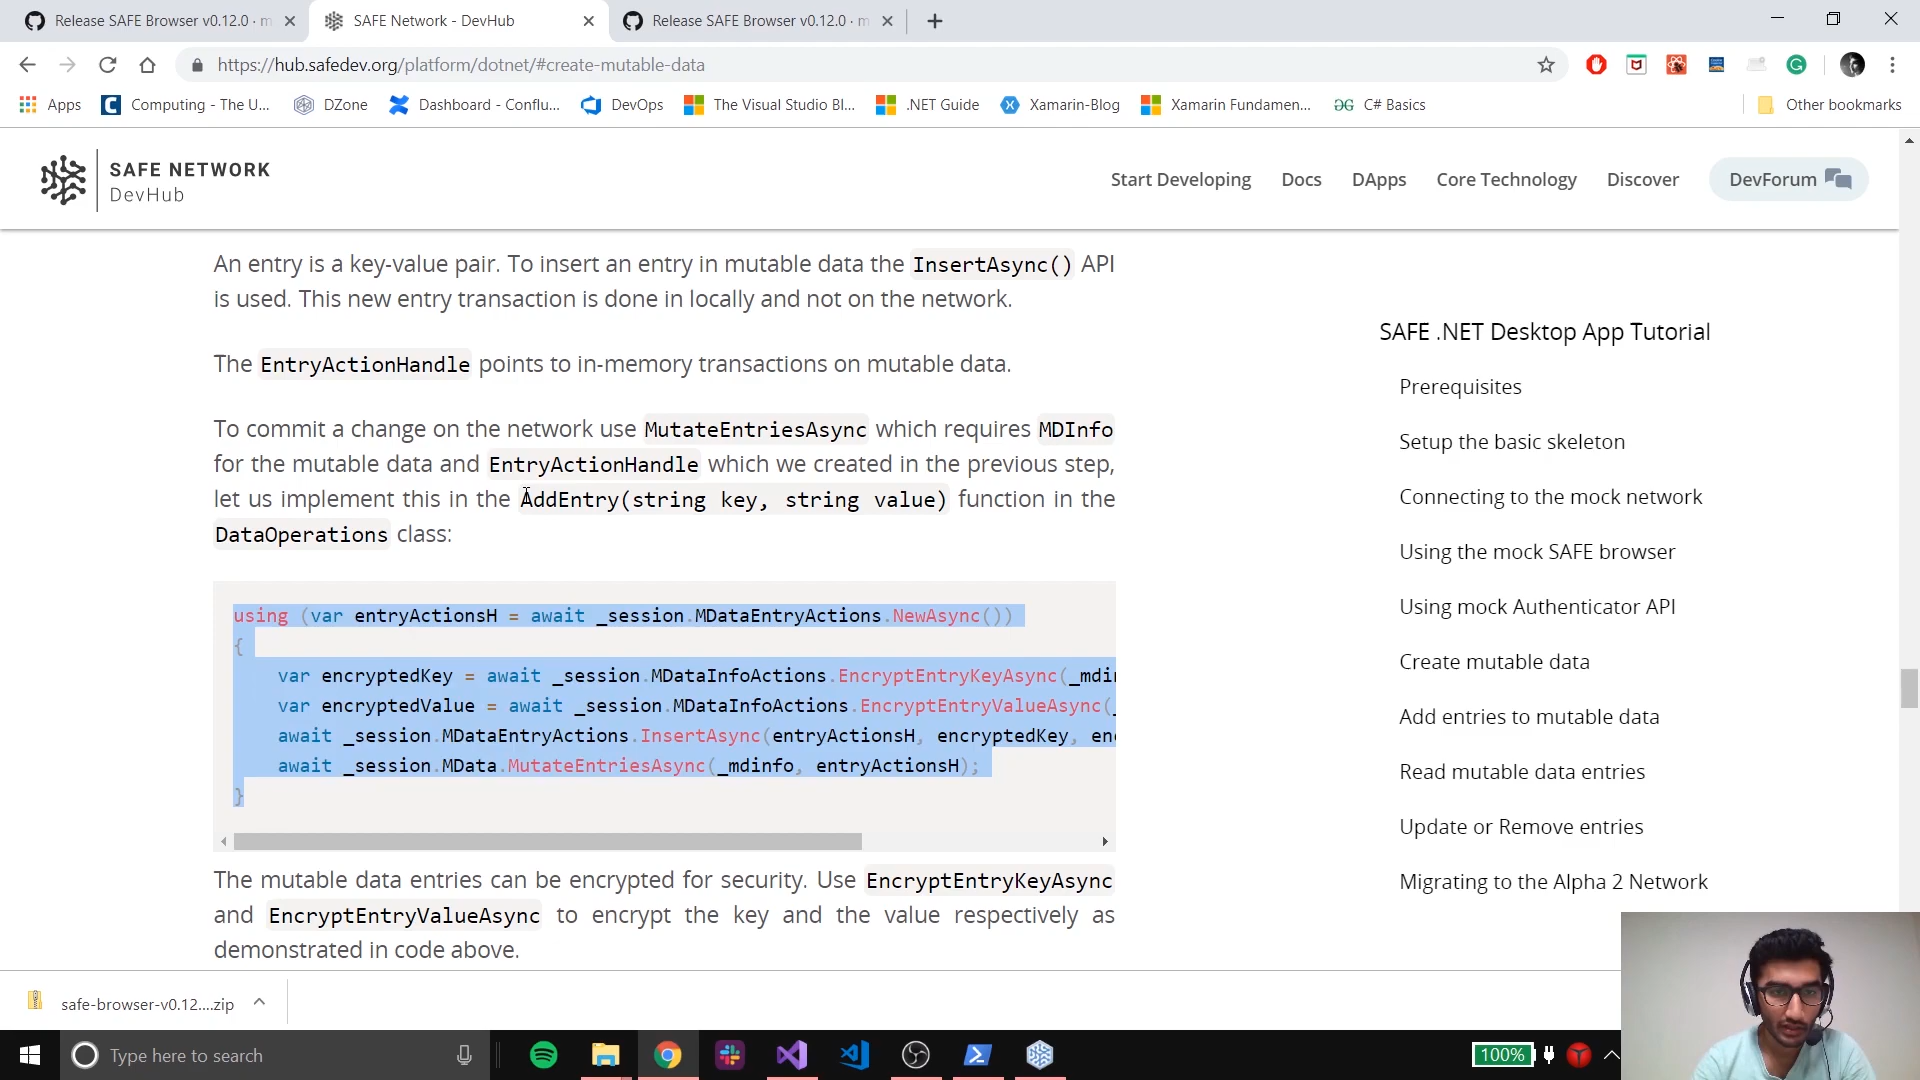 Release SAFE Browser v0.12.0 · m
SAFE Network - DevHub
Release SAFE Browser v0.12.0 · m
https://hub.safedev.org/platform/dotnet/#create-mutable-data
Apps
Computing - The U...
DZone
Dashboard - Conflu...
DevOps
The Visual Studio Bl...
.NET Guide
Xamarin-Blog
Xamarin Fundamen...
C# Basics
Other bookmarks
SAFE NETWORK
DevHub
Start Developing
Docs
DApps
Core Technology
Discover
DevForum
An entry is a key-value pair. To insert an entry in mutable data the InsertAsync() API
is used. This new entry transaction is done in locally and not on the network.
The EntryActionHandle points to in-memory transactions on mutable data.
To commit a change on the network use MutateEntriesAsync which requires MDInfo
for the mutable data and EntryActionHandle which we created in the previous step,
let us implement this in the AddEntry(string key, string value) function in the
DataOperations class:
using (var entryActionsH = await _session.MDataEntryActions.NewAsync())
{
var encryptedKey = await _session.MDataInfoActions.EncryptEntryKeyAsync(_mdi
var encryptedValue = await _session.MDataInfoActions.EncryptEntryValueAsync(_
await _session.MDataEntryActions.InsertAsync(entryActionsH, encryptedKey, en
await _session.MData.MutateEntriesAsync(_mdinfo, entryActionsH);
}
The mutable data entries can be encrypted for security. Use EncryptEntryKeyAsync
and EncryptEntryValueAsync to encrypt the key and the value respectively as
demonstrated in code above.
SAFE .NET Desktop App Tutorial
Prerequisites
Setup the basic skeleton
Connecting to the mock network
Using the mock SAFE browser
Using mock Authenticator API
Create mutable data
Add entries to mutable data
Read mutable data entries
Update or Remove entries
Migrating to the Alpha 2 Network
safe-browser-v0.12....zip
Type here to search
100%